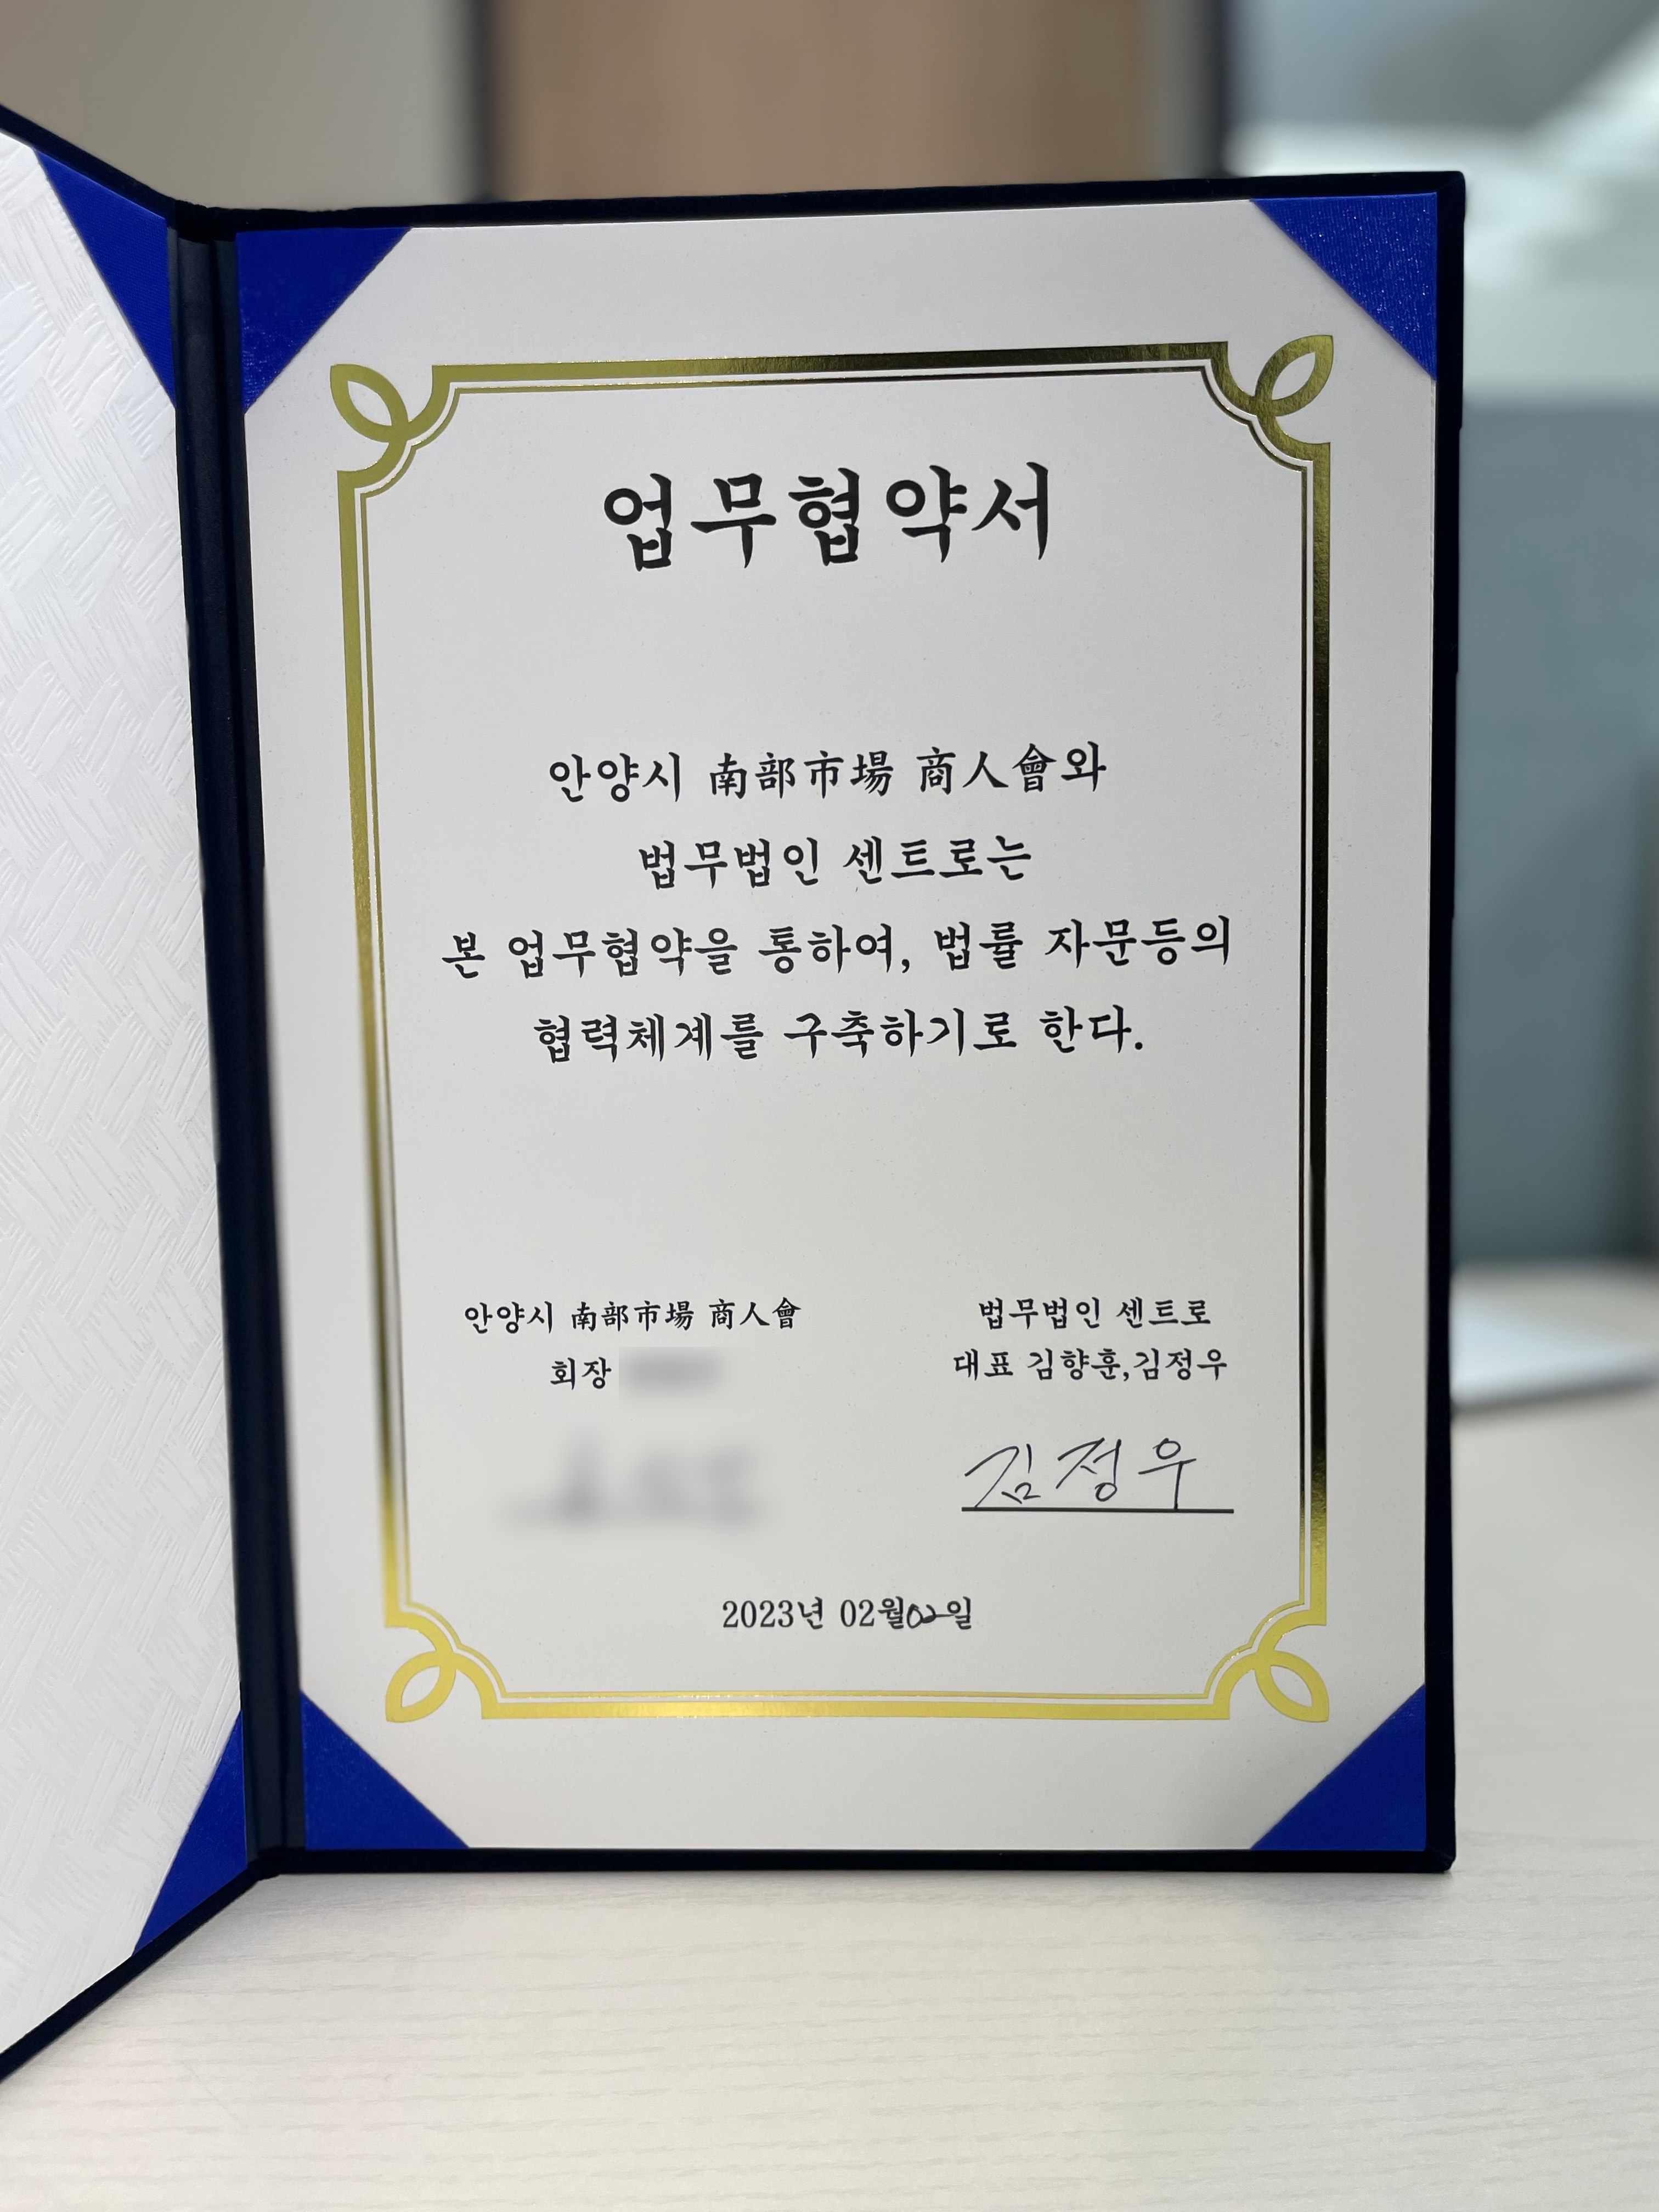 업무협약서
안양시 南部市場 商人會와
법무법인 센트로는
본 업무협약을 통하여, 법률 자문등의
협력체계를 구축하기로 한다.
안양시 南部市場 商人會
회장
법무법인 센트로
대표 김향훈,김정우
김정우
2023년 02월02일